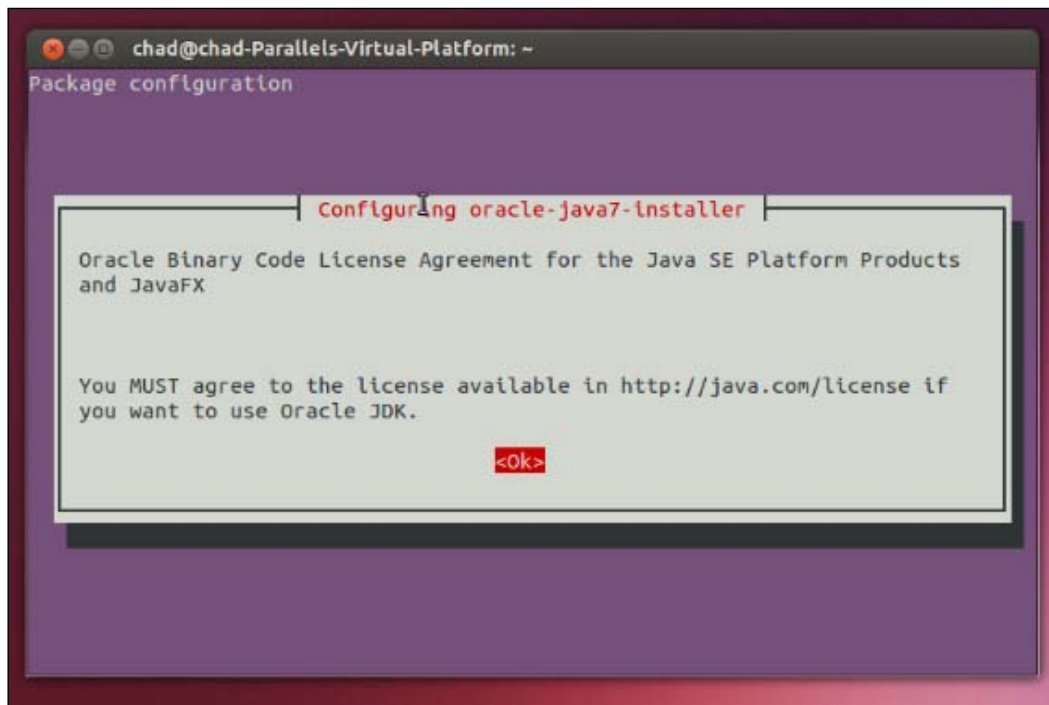 chad@chad-Parallels-Virtual-Platform: ~
Package configuration
Configuring oracle-java7-installer
Oracle Binary Code License Agreement for the Java SE Platform Products
and JavaFX
You MUST agree to the license available in http://java.com/license if
you want to use Oracle JDK.
<Ok>